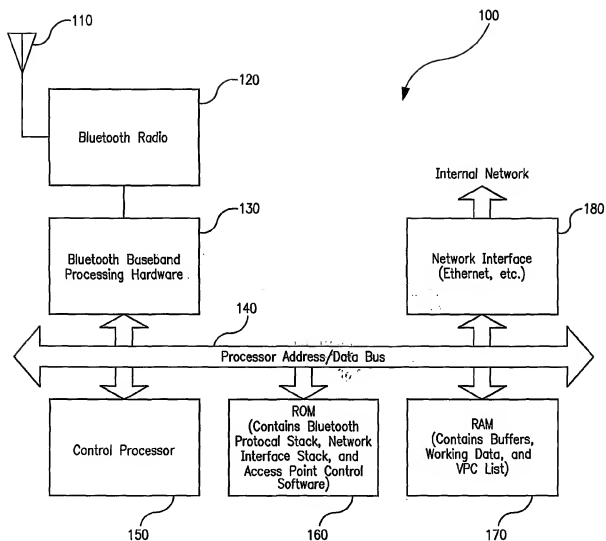 110
100
120
Bluetooth Radio
Internal Network
130
180
Bluetooth Baseband
Processing Hardware
Network Interface
(Ethernet, etc.)
140
Processor Address/Data Bus
Control Processor
ROM
(Contains Bluetooth
Protocal Stack, Network
Interface Stack, and
Access Point Control
Software)
RAM
(Contains Buffers,
Working Data, and
VPC List)
150
160
170